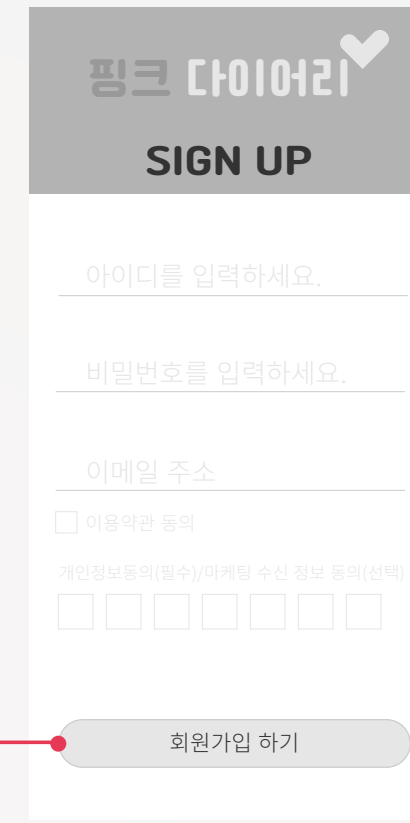 핑크 다이어리
SIGN UP
아이디를 입력하세요.
비밀번호를 입력하세요.
이메일 주소
이용약관 동의
개인정보동의(필수)/마케팅 수신 정보 동의(선택)
회원가입 하기